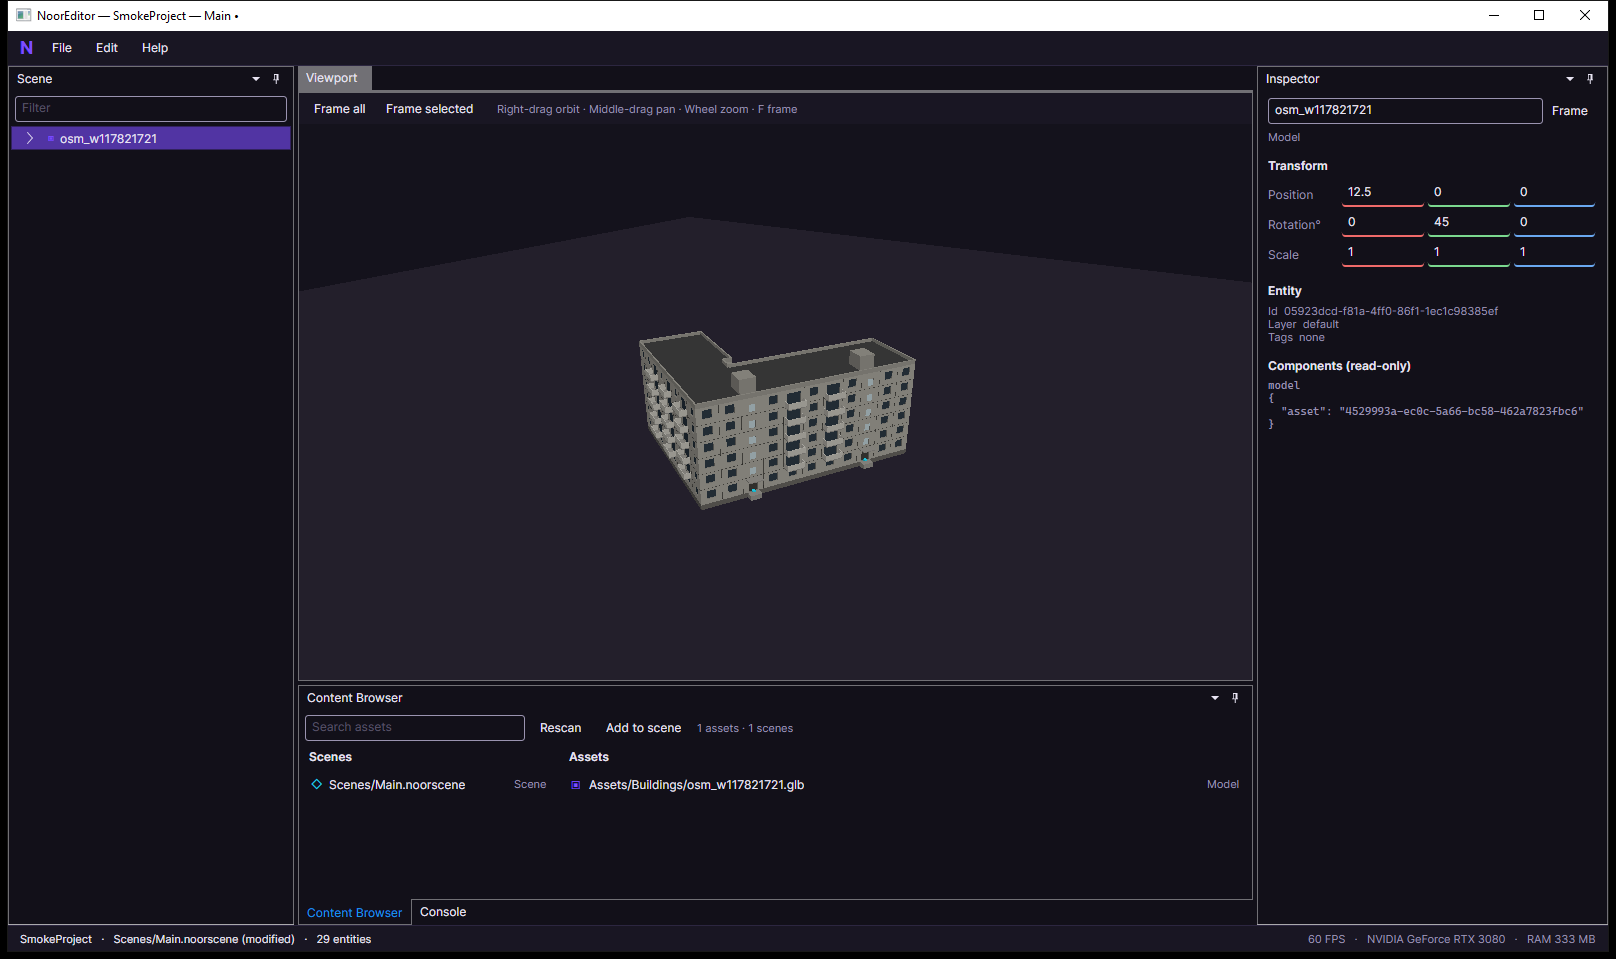 NoorEditor — SmokeProject — Main •
N File Edit Help
Scene
Filter
osm_w117821721
Viewport
Frame all Frame selected Right-drag orbit · Middle-drag pan · Wheel zoom · F frame
Content Browser
Search assets Rescan Add to scene 1 assets · 1 scenes
Scenes Assets
Scenes/Main.noorscene Scene Assets/Buildings/osm_w117821721.glb Model
Content Browser Console
Inspector
osm_w117821721 Frame
Model
Transform
Position 12.5 0 0
Rotation° 0 45 0
Scale 1 1 1
Entity
Id 05923dcd-f81a-4ff0-86f1-1ec1c98385ef
Layer default
Tags none
Components (read-only)
model
{
"asset": "4529993a-ec0c-5a66-bc58-462a7823fbc6"
}
SmokeProject · Scenes/Main.noorscene (modified) · 29 entities 60 FPS · NVIDIA GeForce RTX 3080 · RAM 333 MB